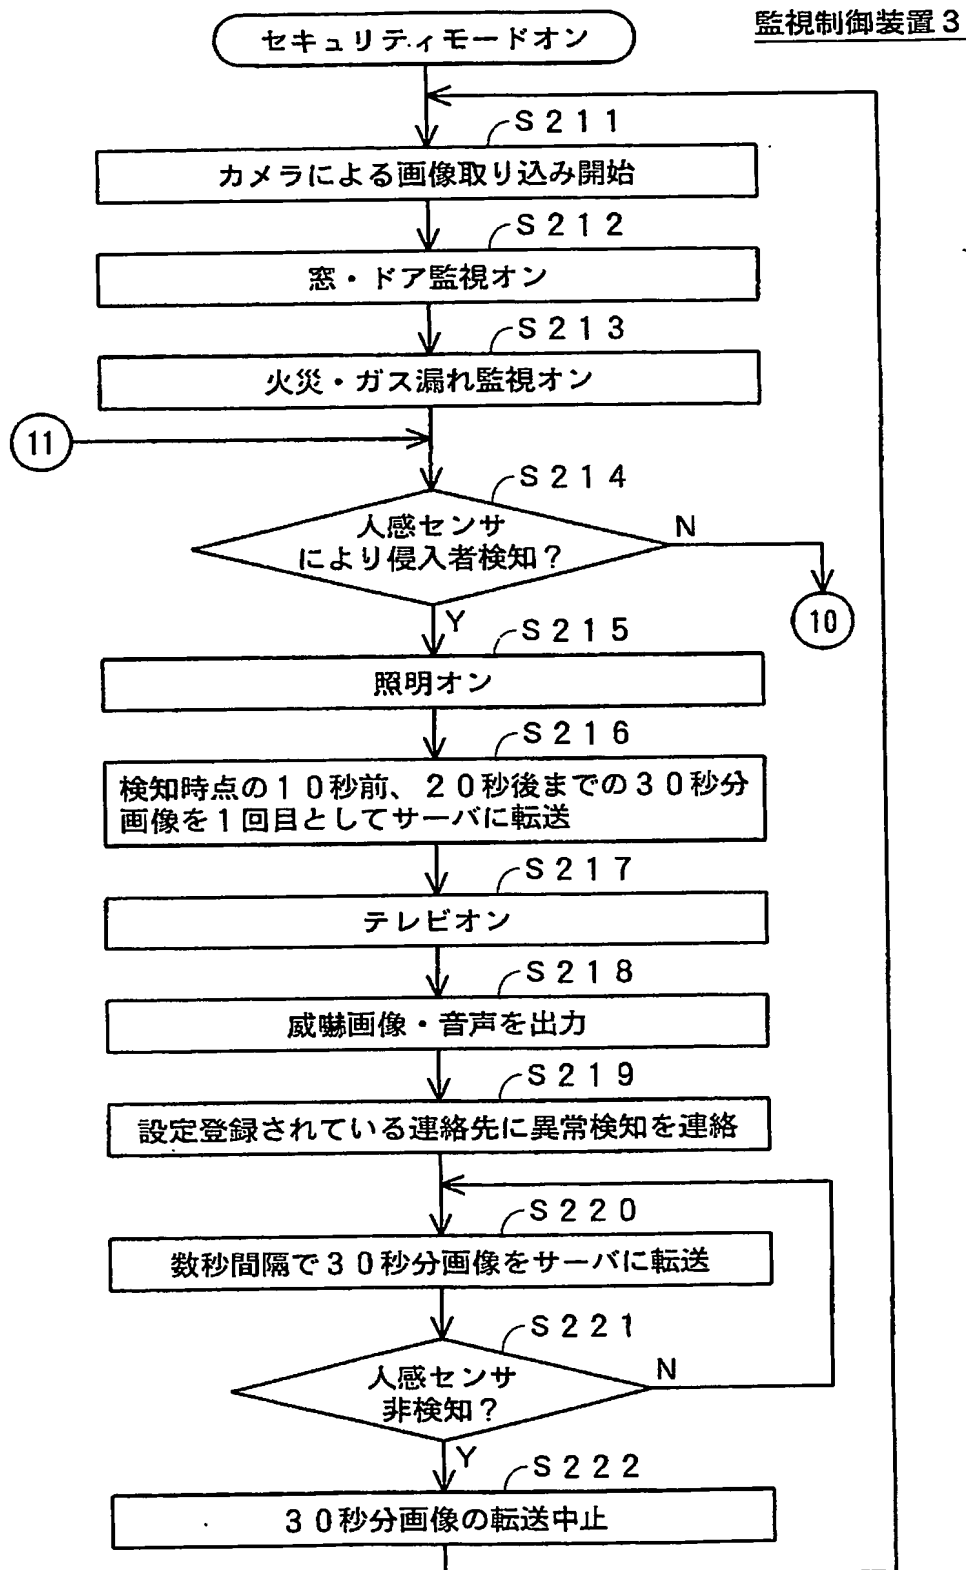 監視制御装置3
セキュリティモードオン
S211
カメラによる画像取り込み開始
S212
窓・ドア監視オン
S213
火災・ガス漏れ監視オン
11
S214
人感センサ
により侵入者検知？
N
10
Y
S215
照明オン
S216
検知時点の10秒前、20秒後までの30秒分
画像を1回目としてサーバに転送
S217
テレビオン
S218
威嚇画像・音声を出力
S219
設定登録されている連絡先に異常検知を連絡
S220
数秒間隔で30秒分画像をサーバに転送
S221
人感センサ
非検知？
N
Y
S222
30秒分画像の転送中止